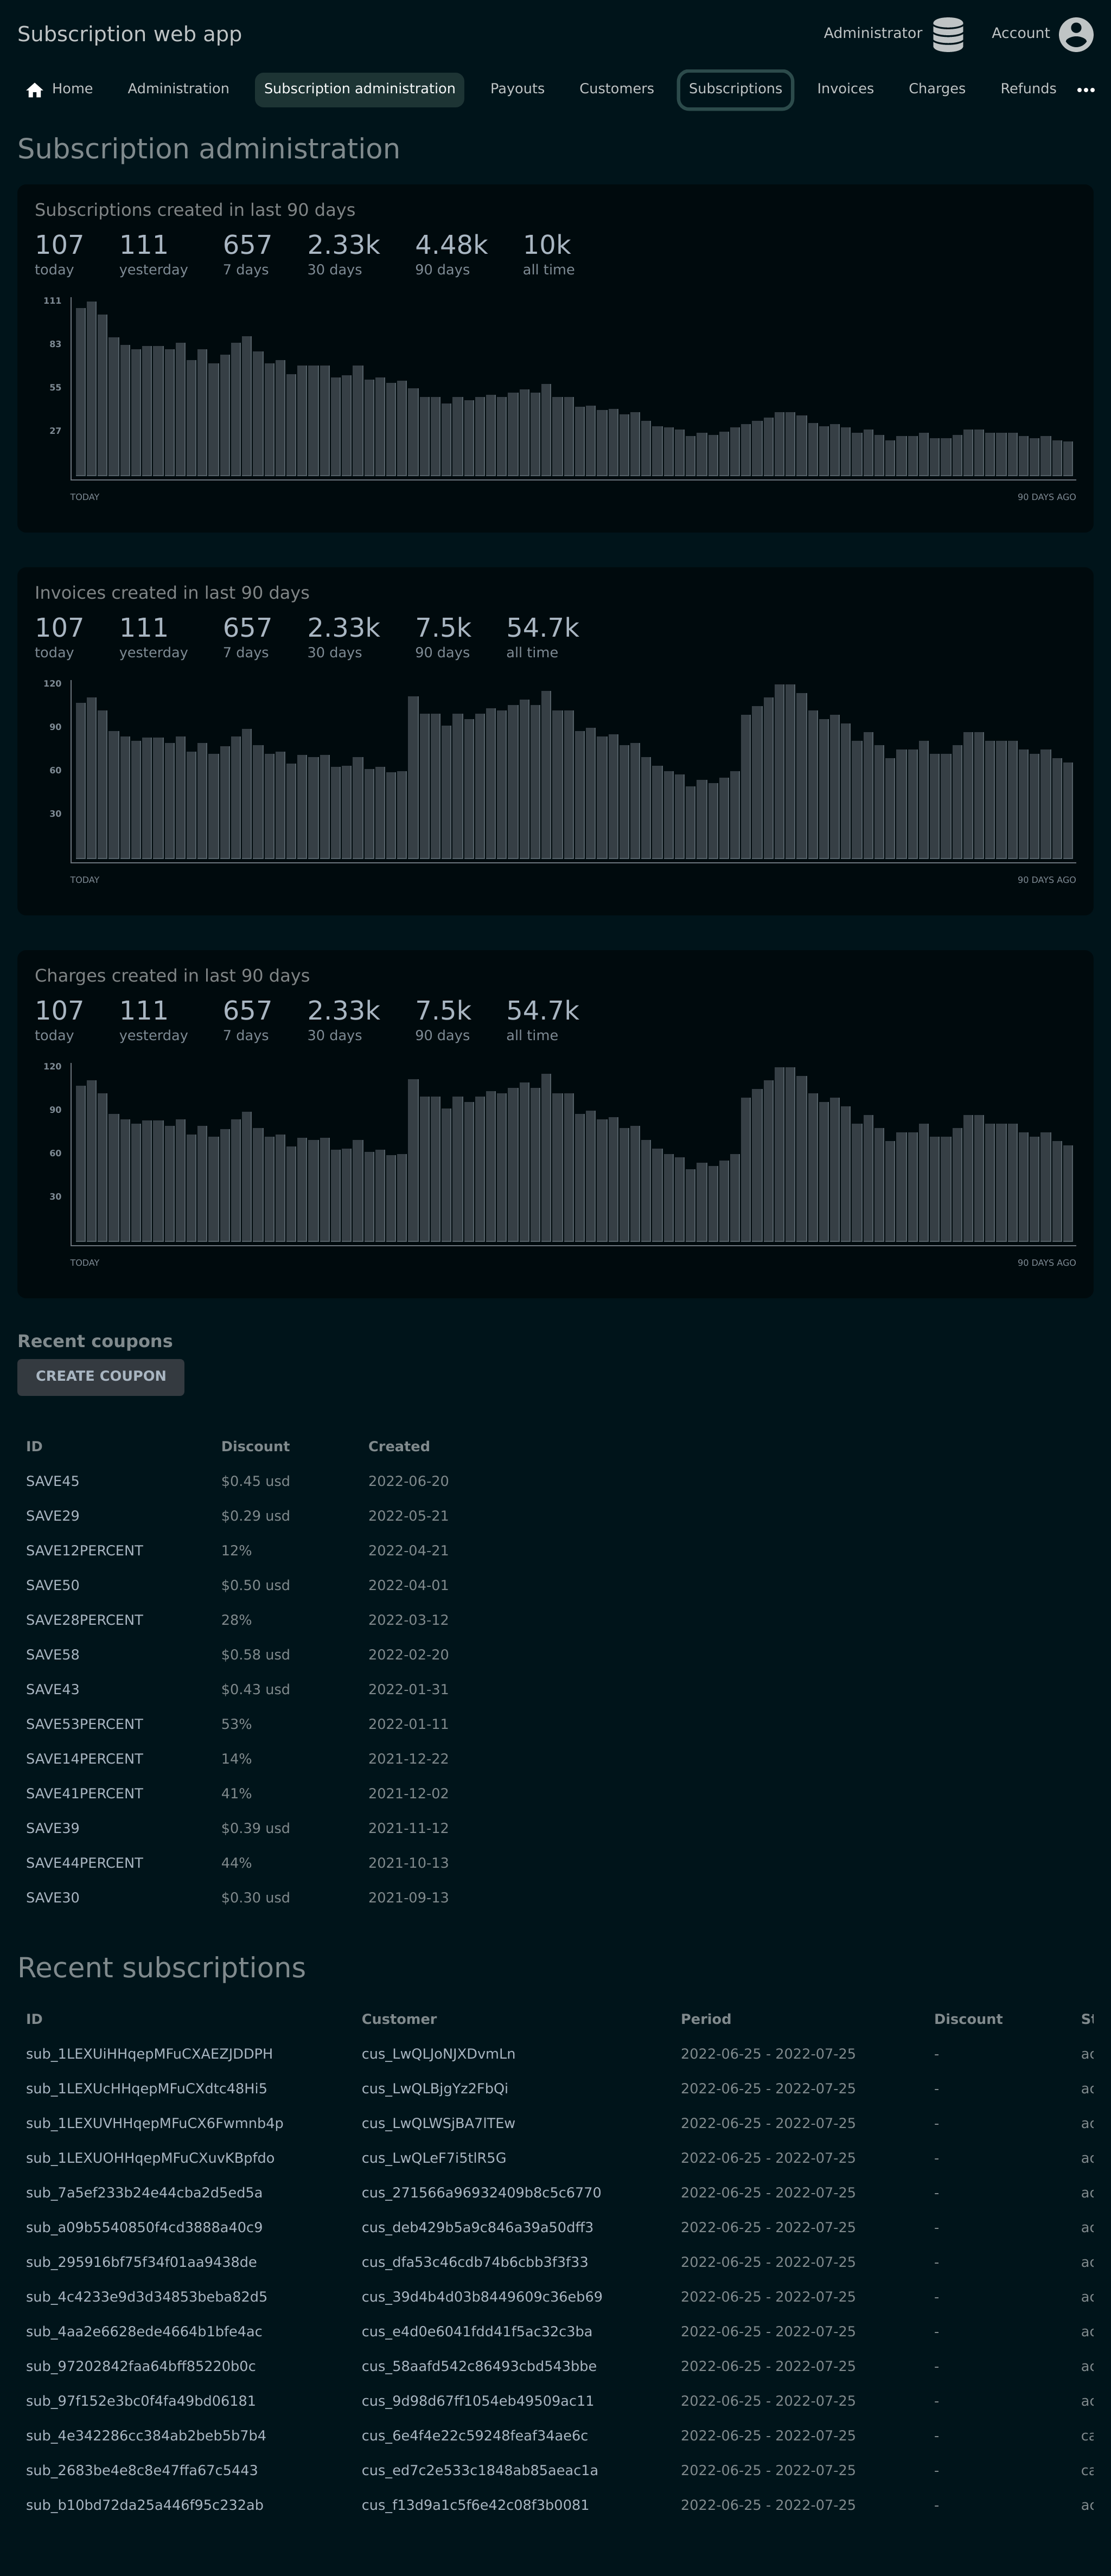 Subscription web app Administrator Account
Home Administration Subscription administration Payouts Customers Subscriptions Invoices Charges Refunds •••
Subscription administration
Subscriptions created in last 90 days
107 111 657 2.33k 4.48k 10k
today yesterday 7 days 30 days 90 days all time
111
83
55
27
TODAY 90 DAYS AGO
Invoices created in last 90 days
107 111 657 2.33k 7.5k 54.7k
today yesterday 7 days 30 days 90 days all time
120
90
60
30
TODAY 90 DAYS AGO
Charges created in last 90 days
107 111 657 2.33k 7.5k 54.7k
today yesterday 7 days 30 days 90 days all time
120
90
60
30
TODAY 90 DAYS AGO
Recent coupons
CREATE COUPON
ID Discount Created
SAVE45 $0.45 usd 2022-06-20
SAVE29 $0.29 usd 2022-05-21
SAVE12PERCENT 12% 2022-04-21
SAVE50 $0.50 usd 2022-04-01
SAVE28PERCENT 28% 2022-03-12
SAVE58 $0.58 usd 2022-02-20
SAVE43 $0.43 usd 2022-01-31
SAVE53PERCENT 53% 2022-01-11
SAVE14PERCENT 14% 2021-12-22
SAVE41PERCENT 41% 2021-12-02
SAVE39 $0.39 usd 2021-11-12
SAVE44PERCENT 44% 2021-10-13
SAVE30 $0.30 usd 2021-09-13
Recent subscriptions
ID Customer Period Discount
sub_1LEXUiHHqepMFuCXAEZJDDPH cus_LwQLJoNJXDvmLn 2022-06-25 - 2022-07-25 -
sub_1LEXUcHHqepMFuCXdtc48Hi5 cus_LwQLBjgYz2FbQi 2022-06-25 - 2022-07-25 -
sub_1LEXUVHHqepMFuCX6Fwmnb4p cus_LwQLWSjBA7lTEw 2022-06-25 - 2022-07-25 -
sub_1LEXUOHHqepMFuCXuvKBpfdo cus_LwQLeF7i5tlR5G 2022-06-25 - 2022-07-25 -
sub_7a5ef233b24e44cba2d5ed5a cus_271566a96932409b8c5c6770 2022-06-25 - 2022-07-25 -
sub_a09b5540850f4cd3888a40c9 cus_deb429b5a9c846a39a50dff3 2022-06-25 - 2022-07-25 -
sub_295916bf75f34f01aa9438de cus_dfa53c46cdb74b6cbb3f3f33 2022-06-25 - 2022-07-25 -
sub_4c4233e9d3d34853beba82d5 cus_39d4b4d03b8449609c36eb69 2022-06-25 - 2022-07-25 -
sub_4aa2e6628ede4664b1bfe4ac cus_e4d0e6041fdd41f5ac32c3ba 2022-06-25 - 2022-07-25 -
sub_97202842faa64bff85220b0c cus_58aafd542c86493cbd543bbe 2022-06-25 - 2022-07-25 -
sub_97f152e3bc0f4fa49bd06181 cus_9d98d67ff1054eb49509ac11 2022-06-25 - 2022-07-25 -
sub_4e342286cc384ab2beb5b7b4 cus_6e4f4e22c59248feaf34ae6c 2022-06-25 - 2022-07-25 -
sub_2683be4e8c8e47ffa67c5443 cus_ed7c2e533c1848ab85aeac1a 2022-06-25 - 2022-07-25 -
sub_b10bd72da25a446f95c232ab cus_f13d9a1c5f6e42c08f3b0081 2022-06-25 - 2022-07-25 -